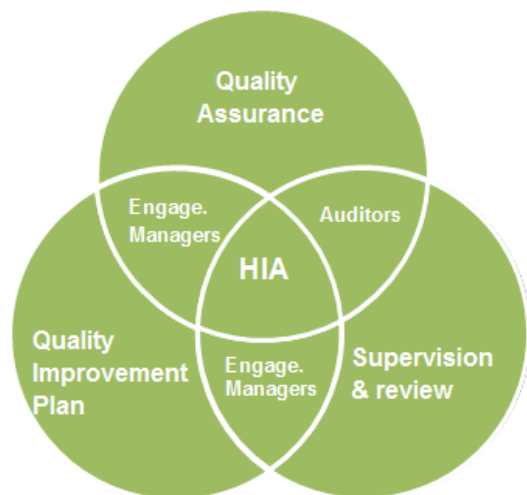 Quality
Assurance
Engage.
Managers
Auditors
HIA
Quality
Improvement
Plan
Engage.
Managers
Supervision
& review